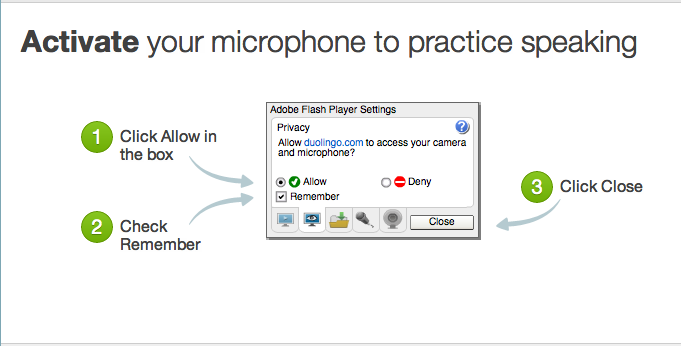 Activate your microphone to practice speaking
1
Click Allow in
the box
2
Check
Remember
Adobe Flash Player Settings
Privacy
?
Allow duolingo.com to access your camera
and microphone?
Allow
Deny
Remember
Close
3
Click Close